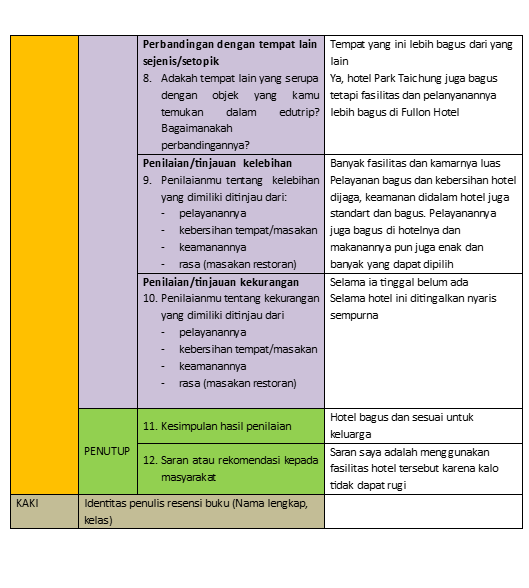 Perbandingan dengan tempat lain
sejenis/setopik
8. Adakah tempat lain yang serupa
dengan objek yang kamu
temukan dalam edutrip?
Bagaimanakah
perbandingannya?
Tempat yang ini lebih bagus dari yang
lain
Ya, hotel Park Taichung juga bagus
tetapi fasilitas dan pelanyanannya
lebih bagus di Fullon Hotel
Penilaian/tinjauan kelebihan
9. Penilaianmu tentang kelebihan
yang dimiliki ditinjau dari:
- pelayanannya
- kebersihan tempat/masakan
- keamanannya
- rasa (masakan restoran)
Banyak fasilitas dan kamarnya luas
Pelayanan bagus dan kebersihan hotel
dijaga, keamanan didalam hotel juga
standart dan bagus. Pelayanannya
juga bagus di hotelnya dan
makanannya pun juga enak dan
banyak yang dapat dipilih
Penilaian/tinjauan kekurangan
10. Penilaianmu tentang kekurangan
yang dimiliki ditinjau dari
- pelayanannya
- kebersihan tempat/masakan
- keamanannya
- rasa (masakan restoran)
Selama ia tinggal belum ada
Selama hotel ini ditingalkan nyaris
sempurna
PENUTUP
11. Kesimpulan hasil penilaian
Hotel bagus dan sesuai untuk
keluarga
12. Saran atau rekomendasi kepada
masyarakat
Saran saya adalah menggunakan
fasilitas hotel tersebut karena kalo
tidak dapat rugi
KAKI
Identitas penulis resensi buku (Nama lengkap,
kelas)